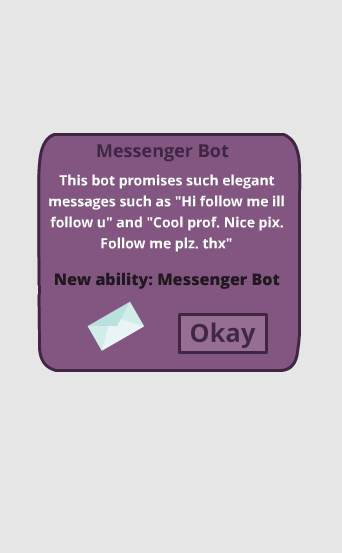 Messenger Bot
This bot promises such elegant
messages such as "Hi follow me ill
follow u" and "Cool prof. Nice pix.
Follow me plz. thx"
New ability: Messenger Bot
Okay